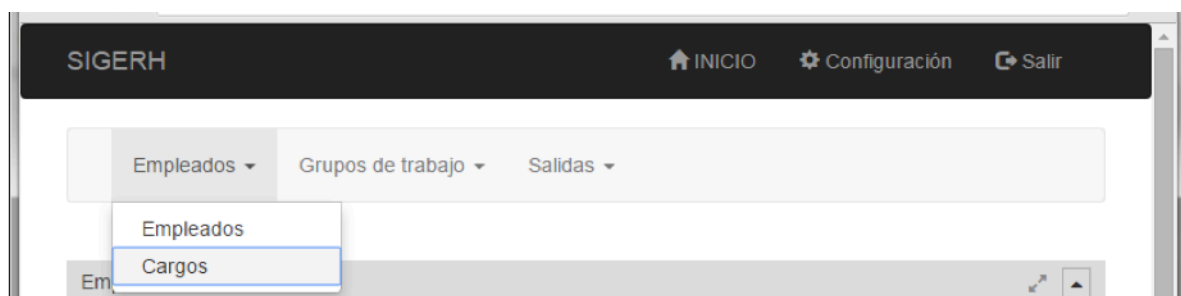 SIGERH INICIO Configuración Salir
Empleados Grupos de trabajo Salidas
Empleados
Cargos
Em